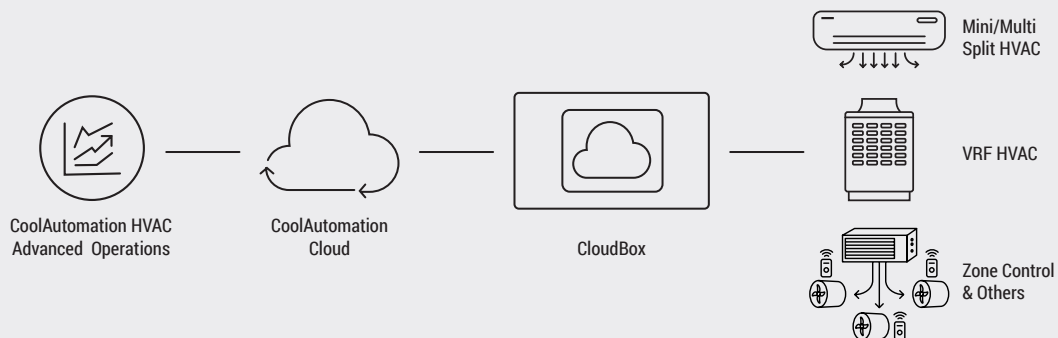 CoolAutomation HVAC
Advanced Operations
CoolAutomation
Cloud
CloudBox
Mini/Multi
Split HVAC
VRF HVAC
Zone Control
& Others